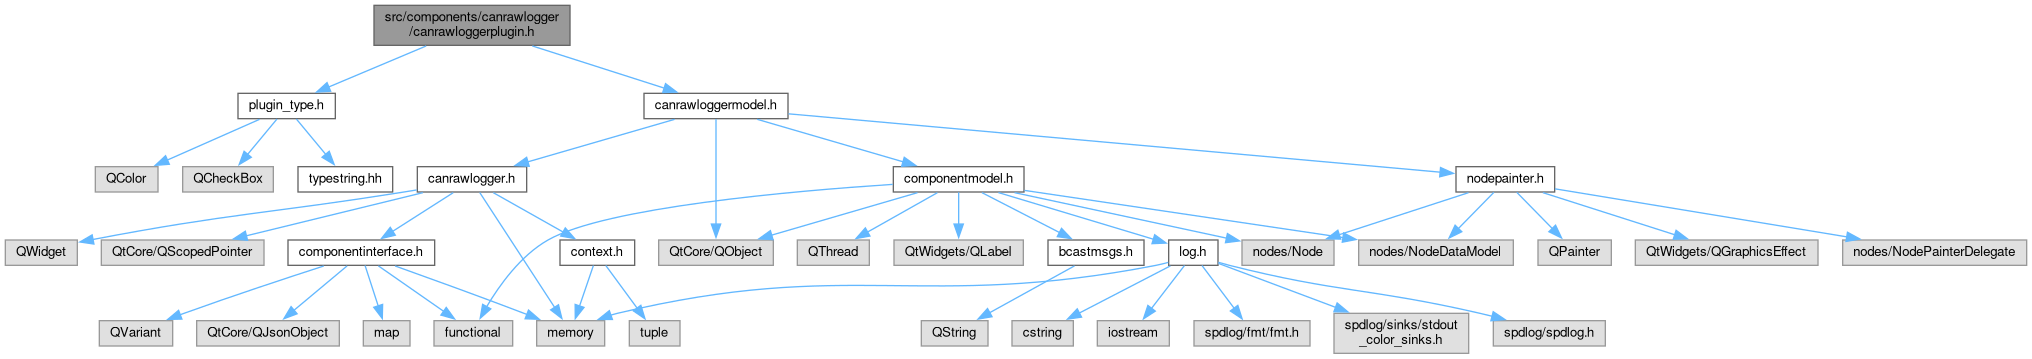 src/components/canrawlogger
/canrawloggerplugin.h
plugin_type.h
canrawloggermodel.h
QColor
QCheckBox
typestring.hh
canrawlogger.h
componentmodel.h
nodepainter.h
QWidget
QtCore/QScopedPointer
componentinterface.h
context.h
QtCore/QObject
QThread
QtWidgets/QLabel
bcastmsgs.h
log.h
nodes/Node
nodes/NodeDataModel
QPainter
QtWidgets/QGraphicsEffect
nodes/NodePainterDelegate
QVariant
QtCore/QJsonObject
map
functional
memory
tuple
QString
cstring
iostream
spdlog/fmt/fmt.h
spdlog/sinks/stdout
_color_sinks.h
spdlog/spdlog.h